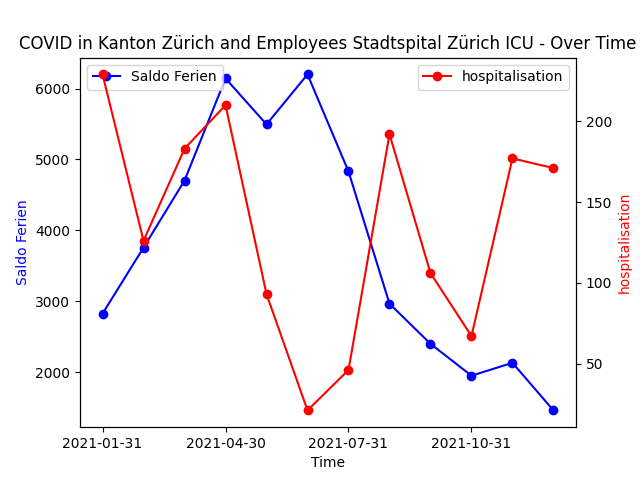 COVID in Kanton Zürich and Employees Stadtspital Zürich ICU - Over Time
Saldo Ferien
hospitalisation
6000
5000
4000
3000
2000
Saldo Ferien
200
150
100
50
hospitalisation
2021-01-31
2021-04-30
2021-07-31
2021-10-31
Time